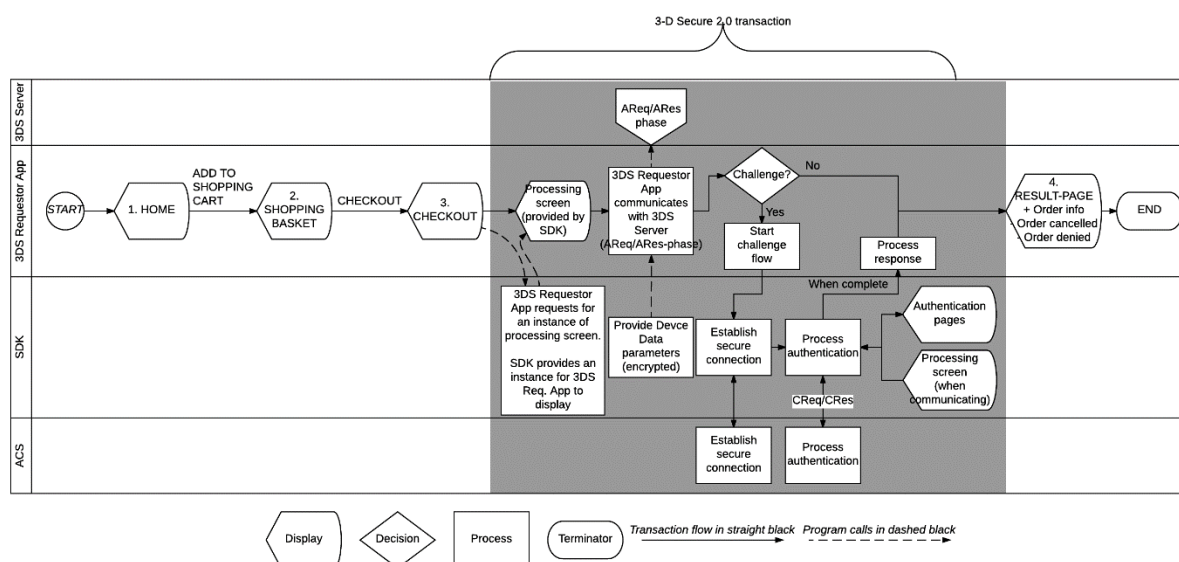 3-D Secure 2.0 transaction
3DS Server
AReq/ARes
phase
3DS Requestor App
START
1. HOME
ADD TO
SHOPPING
CART
2.
SHOPPING
BASKET
CHECKOUT
3.
CHECKOUT
Processing
screen
(provided by
SDK)
3DS Requestor
App
communicates
with 3DS
Server
(AReq/ARes-phase)
Challenge?
No
Yes
Start
challenge
flow
Process
response
4.
RESULT-PAGE
+ Order info
- Order cancelled
- Order denied
END
SDK
3DS Requestor
App requests for
an instance of
processing screen.
SDK provides an
instance for 3DS
Req. App to
display
Provide Devce
Data
parameters
(encrypted)
Establish
secure
connection
When complete
Process
authentication
Authentication
pages
Processing
screen
(when
communicating)
CReq/CRes
ACS
Establish
secure
connection
Process
authentication
Display
Decision
Process
Terminator
Transaction flow in straight black
Program calls in dashed black